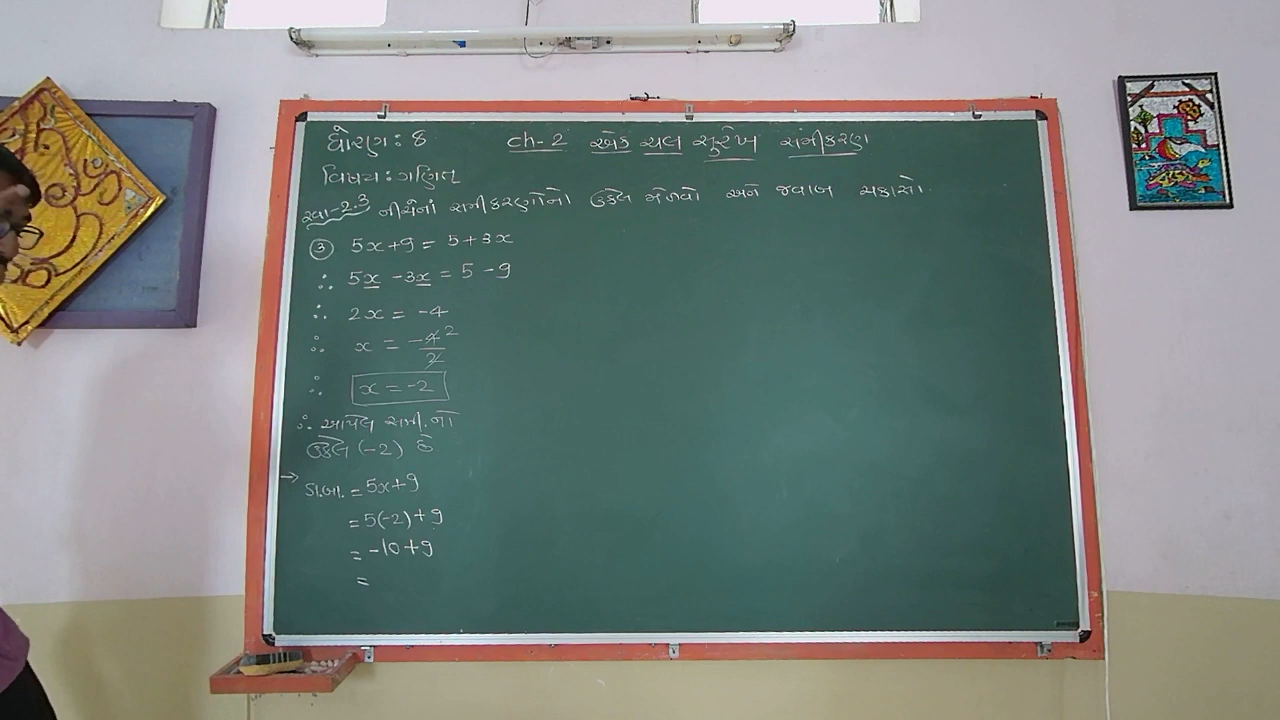 ધોરણ : 8
ch-2 એક ચલ સુરેખ સમીકરણ
વિષય : ગણિત
સ્વા-2.3 નીચેનાં સમીકરણોનો ઉકેલ મેળવો અને જવાબ ચકાસો.
③ 5x+9 = 5+3x
∴ 5x -3x = 5 -9
∴ 2x = -4
∴ x = -4/2 2
∴ x = -2
∴ આપેલ સમી.નો
ઉકેલ (-2) છે
→ ડા.બા. = 5x+9
= 5(-2)+9
= -10+9
=